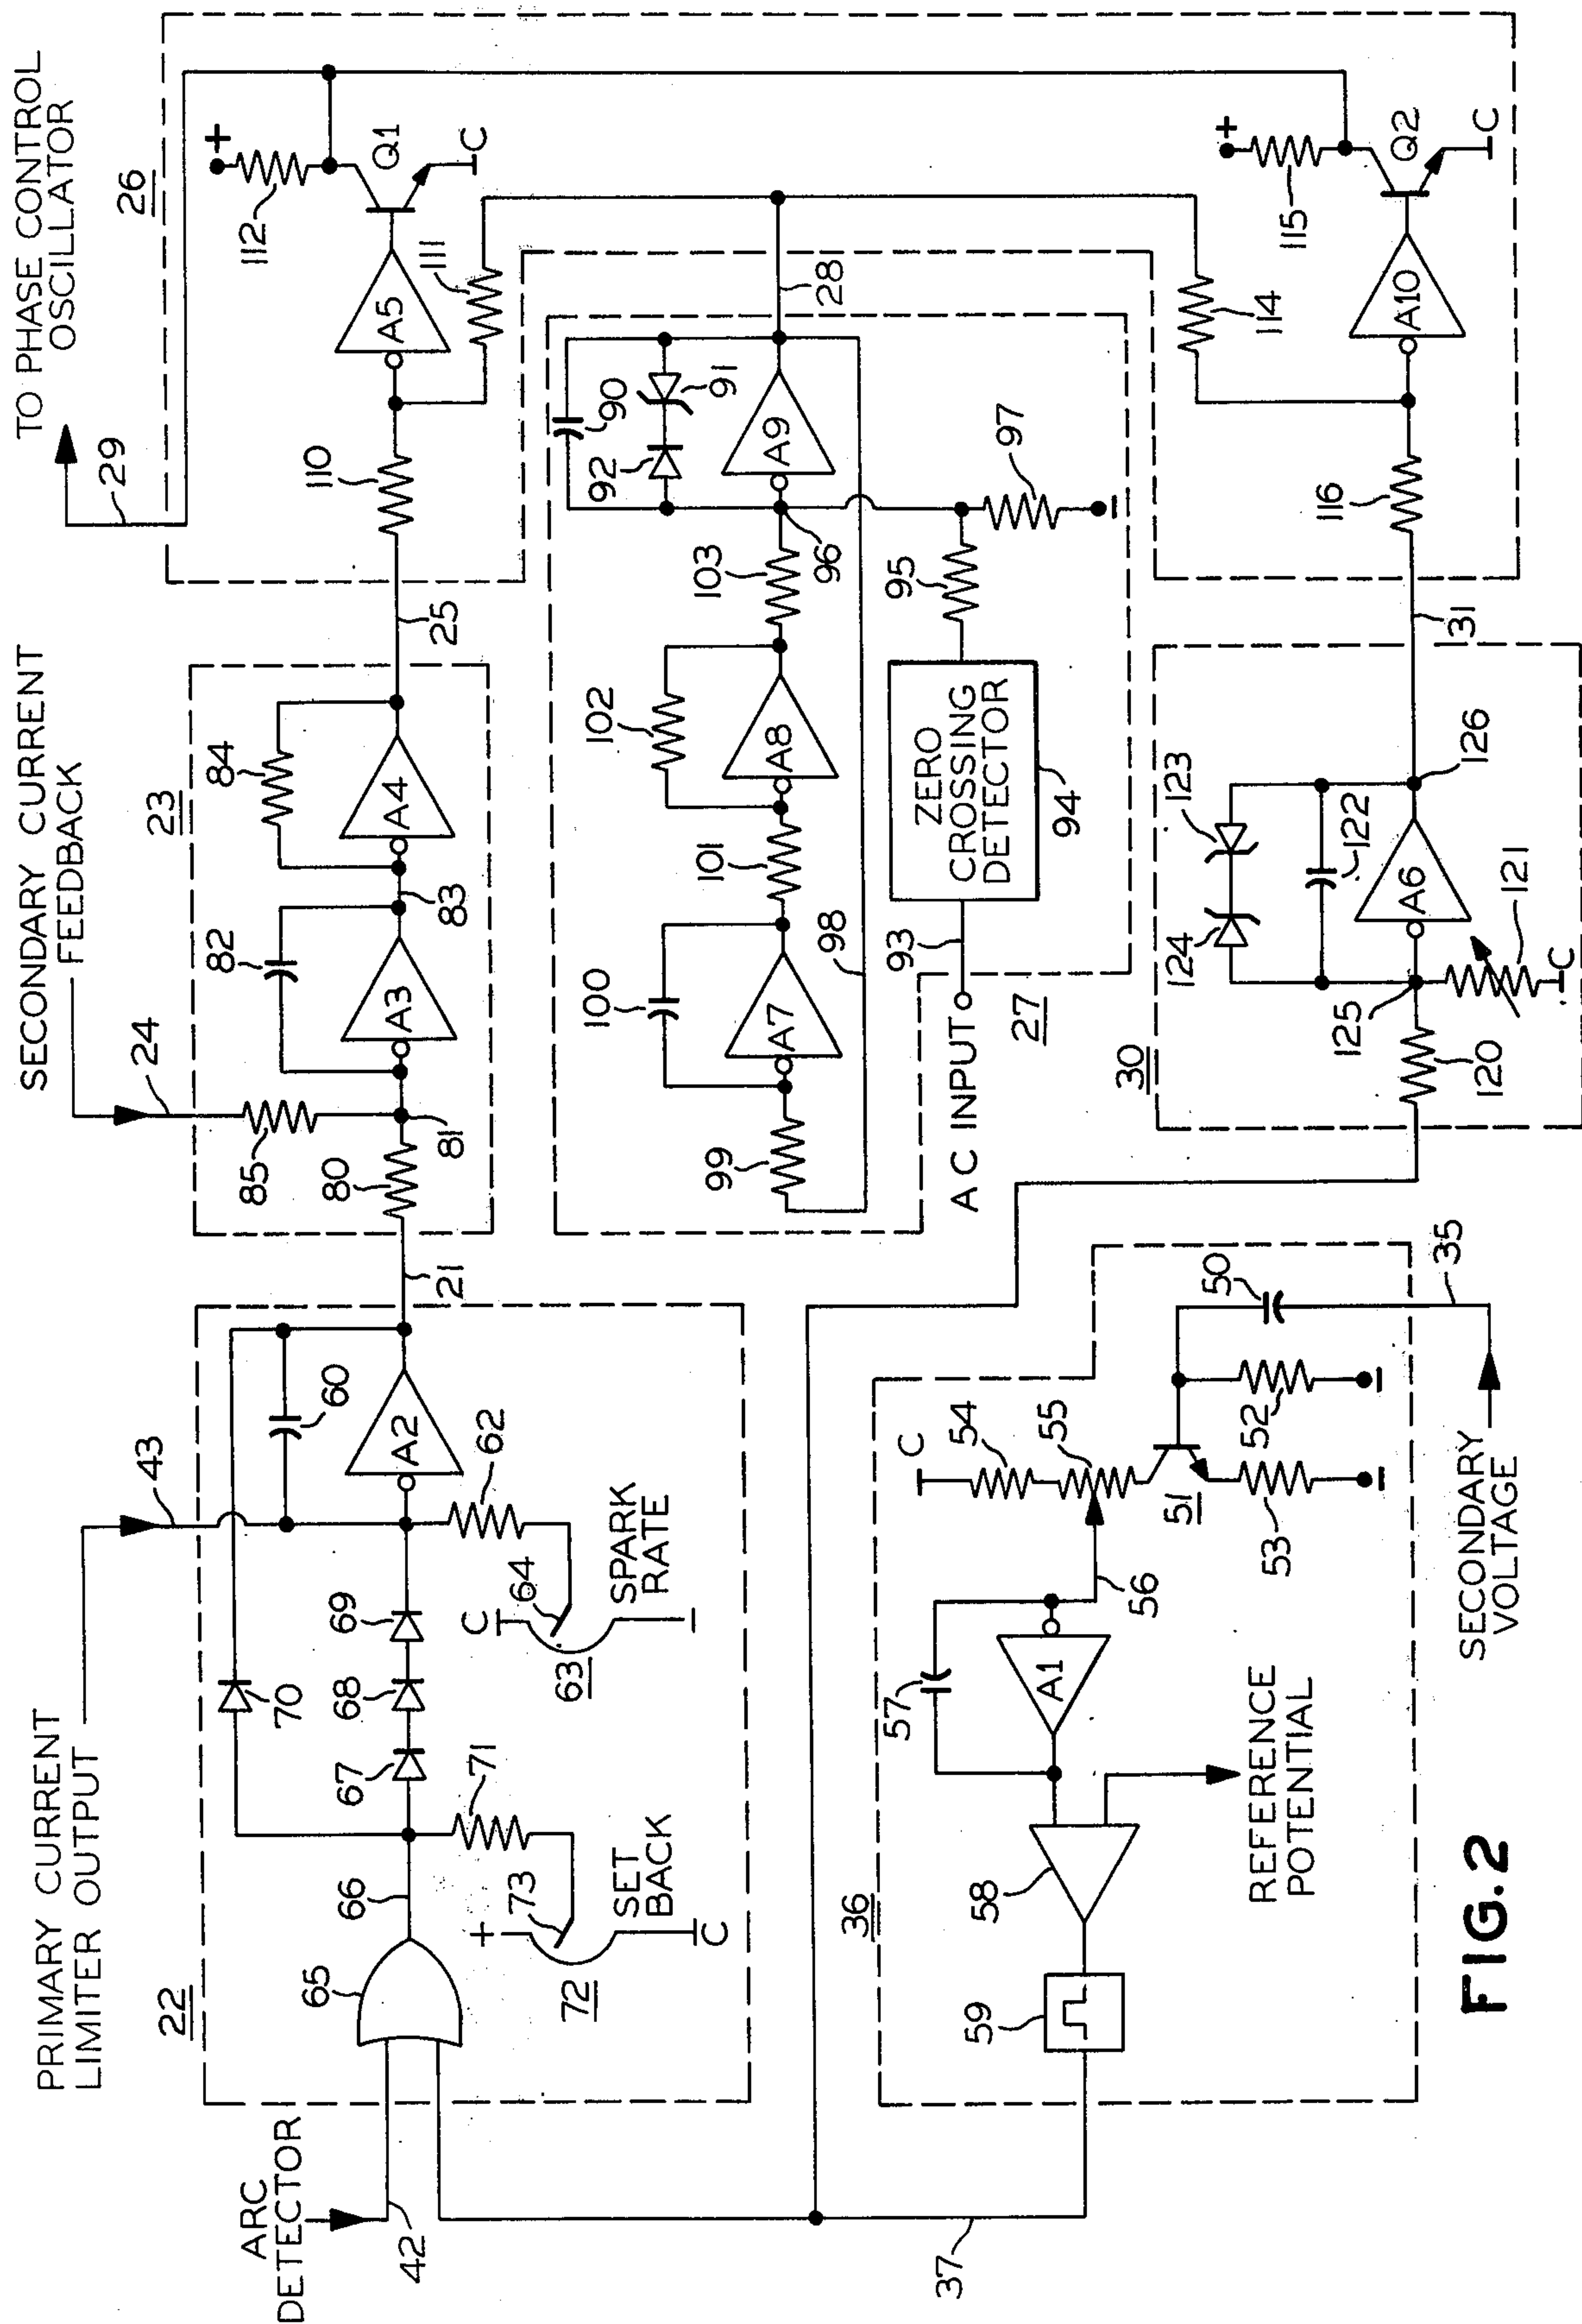 TO PHASE CONTROL
OSCILLATOR
SECONDARY CURRENT
FEEDBACK
PRIMARY CURRENT
LIMITER OUTPUT
ARC
DETECTOR
42
22
65
66
70
67
68
69
43
60
A2
62
63
64
C
SPARK
RATE
71
72
73
+
SET
BACK
C
21
23
24
85
80
81
82
A3
83
84
A4
25
26
29
110
A5
111
112
+
Q1
C
28
90
91
92
A9
96
97
103
95
102
A8
101
100
A7
99
98
ZERO
CROSSING
DETECTOR
94
93
A C INPUT
27
30
31
114
115
+
116
A10
Q2
C
120
121
C
122
123
124
125
A6
126
36
37
59
58
57
A1
56
REFERENCE
POTENTIAL
C
54
55
51
52
53
50
35
SECONDARY
VOLTAGE
FIG.2